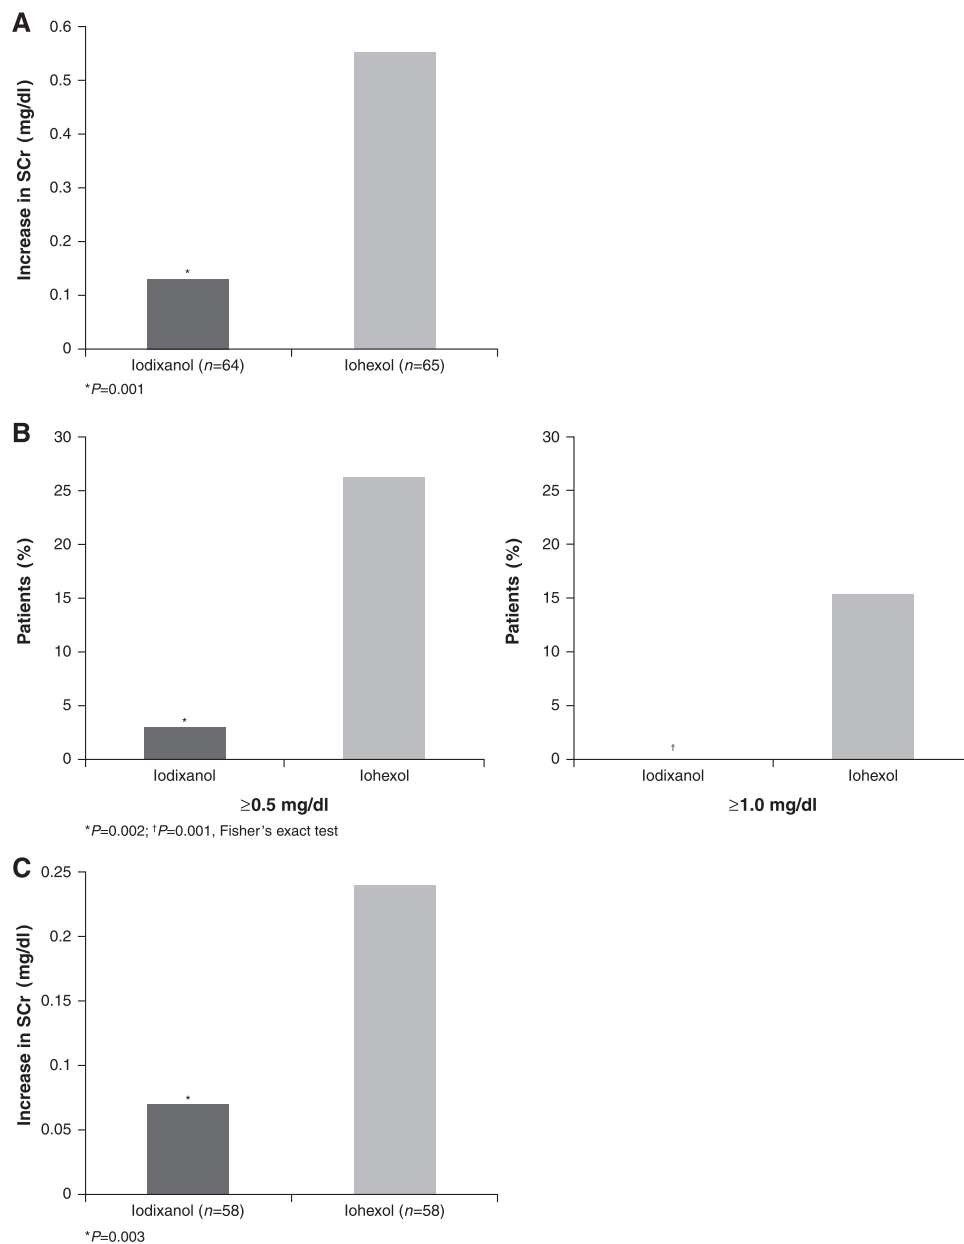 A
Increase in SCr (mg/dl)
0.6
0.5
0.4
0.3
0.2
0.1
0
*
Iodixanol (n=64)
Iohexol (n=65)
*P=0.001
B
Patients (%)
30
25
20
15
10
5
0
*
Iodixanol
Iohexol
≥0.5 mg/dl
Patients (%)
30
25
20
15
10
5
0
†
Iodixanol
Iohexol
≥1.0 mg/dl
*P=0.002; †P=0.001, Fisher's exact test
C
Increase in SCr (mg/dl)
0.25
0.2
0.15
0.1
0.05
0
*
Iodixanol (n=58)
Iohexol (n=58)
*P=0.003